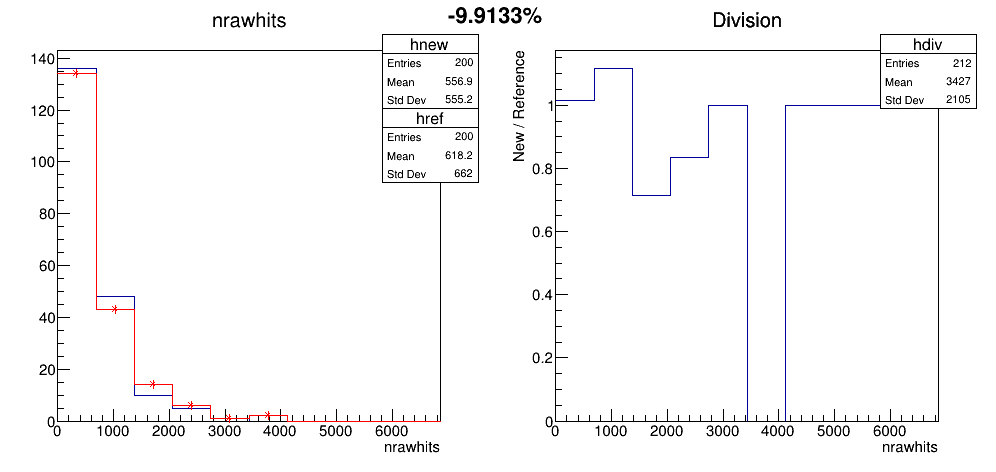 -9.9133%
nrawhits
hnew
Entries 200
Mean 556.9
Std Dev 555.2
href
Entries 200
Mean 618.2
Std Dev 662
140
120
100
80
60
40
20
0
0 1000 2000 3000 4000 5000 6000
nrawhits
Division
hdiv
Entries 212
Mean 3427
Std Dev 2105
New / Reference
1
0.8
0.6
0.4
0.2
0
0 1000 2000 3000 4000 5000 6000
nrawhits